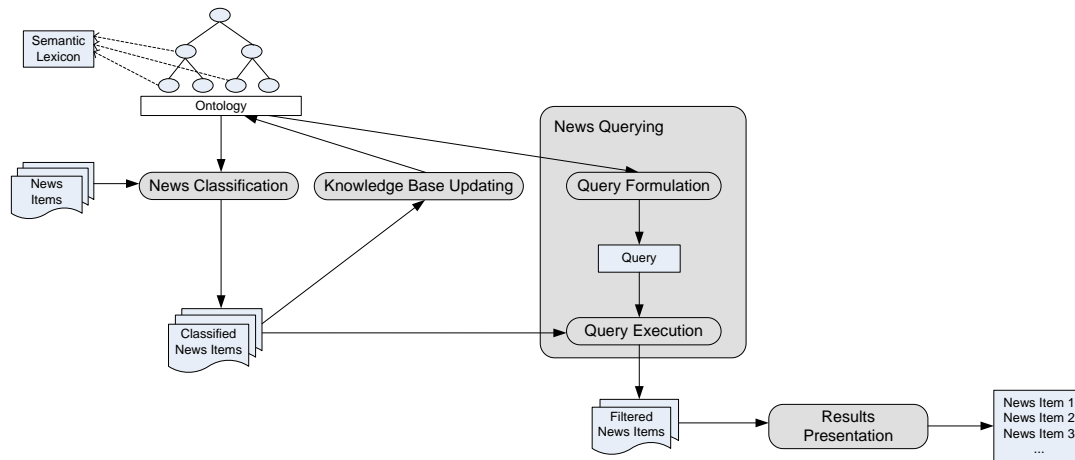 Semantic
Lexicon
Ontology
News Querying
News
Items
News Classification
Knowledge Base Updating
Query Formulation
Query
Classified
News Items
Query Execution
Filtered
News Items
Results
Presentation
News Item 1
News Item 2
News Item 3
...